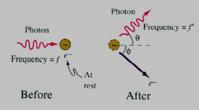 Photon
Frequency = f
e⁻
At
rest
Before
Photon
Frequency = f'
θ
ϕ
e⁻
After